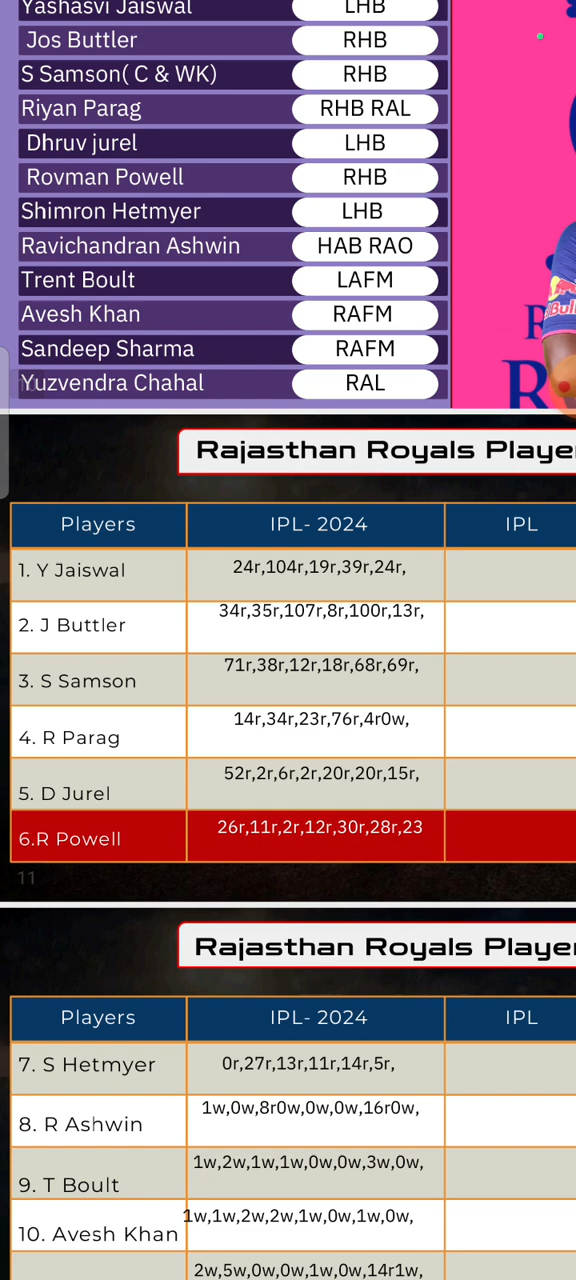 Yashasvi Jaiswal LHB
Jos Buttler RHB
S Samson( C & WK) RHB
Riyan Parag RHB RAL
Dhruv jurel LHB
Rovman Powell RHB
Shimron Hetmyer LHB
Ravichandran Ashwin HAB RAO
Trent Boult LAFM
Avesh Khan RAFM
Sandeep Sharma RAFM
Yuzvendra Chahal RAL
Rajasthan Royals Player
Players IPL- 2024 IPL
1. Y Jaiswal 24r,104r,19r,39r,24r,
2. J Buttler 34r,35r,107r,8r,100r,13r,
3. S Samson 71r,38r,12r,18r,68r,69r,
4. R Parag 14r,34r,23r,76r,4r0w,
5. D Jurel 52r,2r,6r,2r,20r,20r,15r,
6.R Powell 26r,11r,2r,12r,30r,28r,23
11
Rajasthan Royals Player
Players IPL- 2024 IPL
7. S Hetmyer 0r,27r,13r,11r,14r,5r,
8. R Ashwin 1w,0w,8r0w,0w,0w,16r0w,
9. T Boult 1w,2w,1w,1w,0w,0w,3w,0w,
10. Avesh Khan 1w,1w,2w,2w,1w,0w,1w,0w,
2w,5w,0w,0w,1w,0w,14r1w,